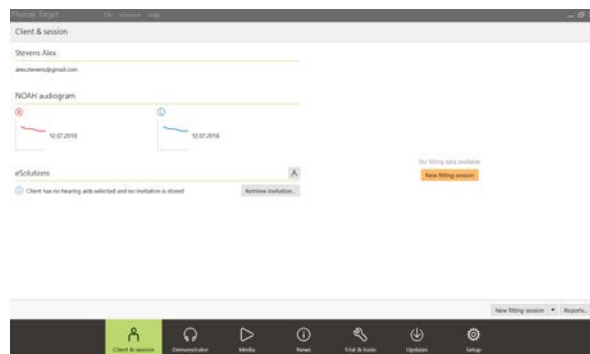 Phonak Target
Client & session
Stevens Alex
alex.stevens@gmail.com
NOAH audiogram
R
L
12.07.2018
12.07.2018
No fitting data available
New fitting session
eSolutions
Client has no hearing aids selected and no invitation is stored
Retrieve invitation...
New fitting session
Reports...
Client & session
Demonstrator
Media
News
Trial & tools
Updates
Setup